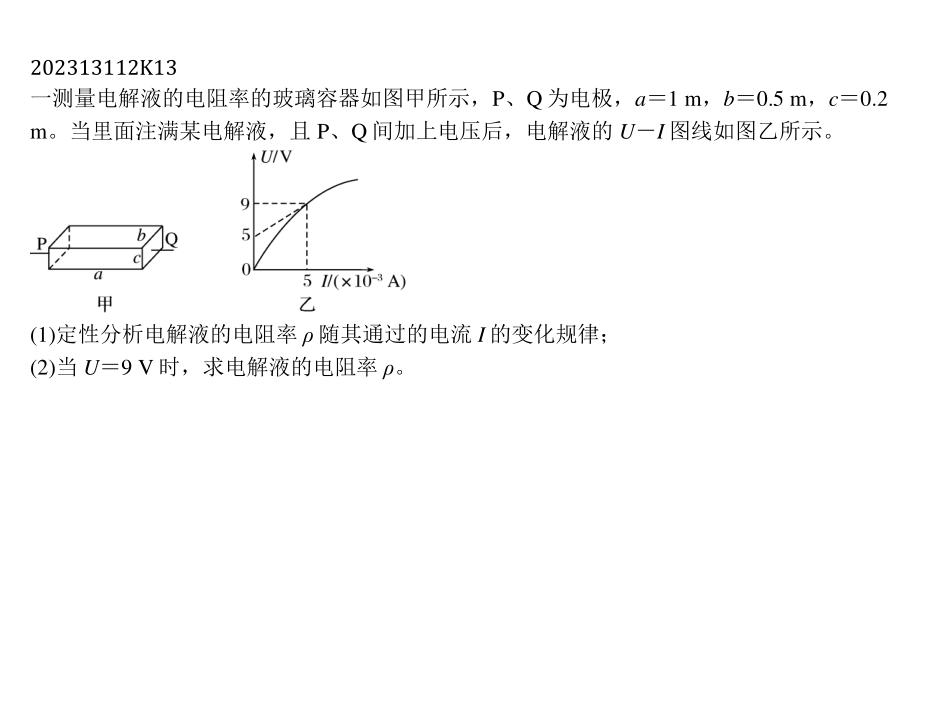 202313112K13
一测量电解液的电阻率的玻璃容器如图甲所示，P、Q 为电极，a＝1 m，b＝0.5 m，c＝0.2
m。当里面注满某电解液，且 P、Q 间加上电压后，电解液的 U－I 图线如图乙所示。
U/V
9
5
0
5 I/(×10⁻³ A)
P
b
Q
c
a
甲
乙
(1)定性分析电解液的电阻率 ρ 随其通过的电流 I 的变化规律；
(2)当 U＝9 V 时，求电解液的电阻率 ρ。